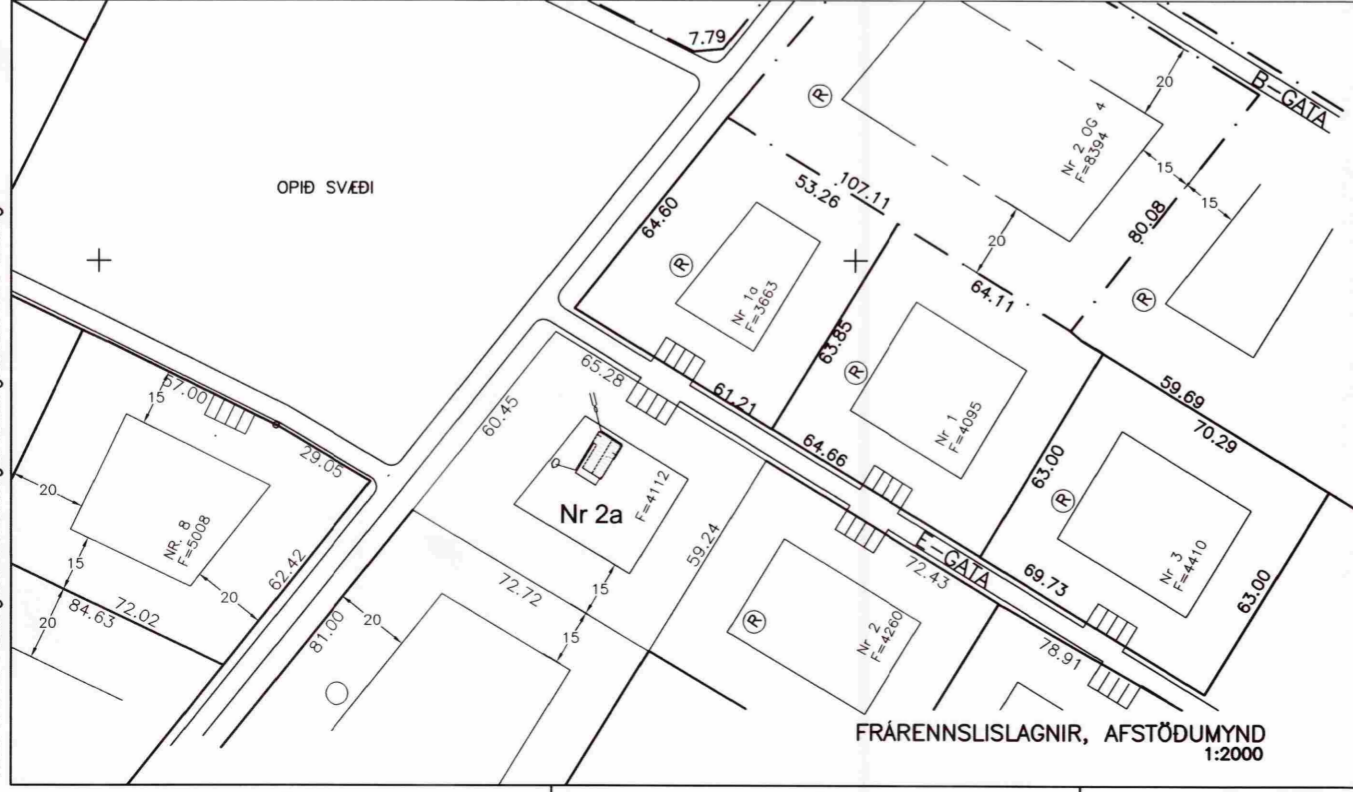 7.79
B-GATA
20
Nr 2 OG 4
F=8394
15
15
OPIÐ SVÆÐI
107.11
53.26
64.60
80.08
20
Nr 1a
F=3663
64.11
63.85
65.28
61.21
57.00
15
60.45
59.69
70.29
Nr 1
F=4095
64.66
29.05
63.00
20
F=4112
Nr 2a
NR. 8
F=5008
59.24
E-GATA
72.43
69.73
Nr 3
F=4410
63.00
15
62.42
20
72.72
15
15
72.02
84.63
20
81.00
20
Nr 2
F=4260
78.91
R
R
R
R
R
R
FRÁRENNSLISLAGNIR, AFSTÖÐUMYND
1:2000